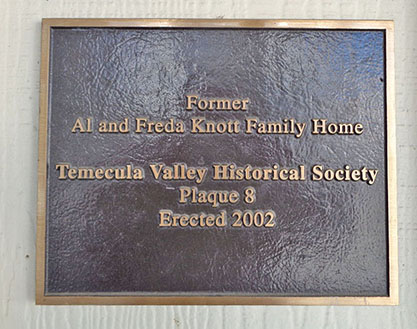 Former
Al and Freda Knott Family Home
Temecula Valley Historical Society
Plaque 8
Erected 2002